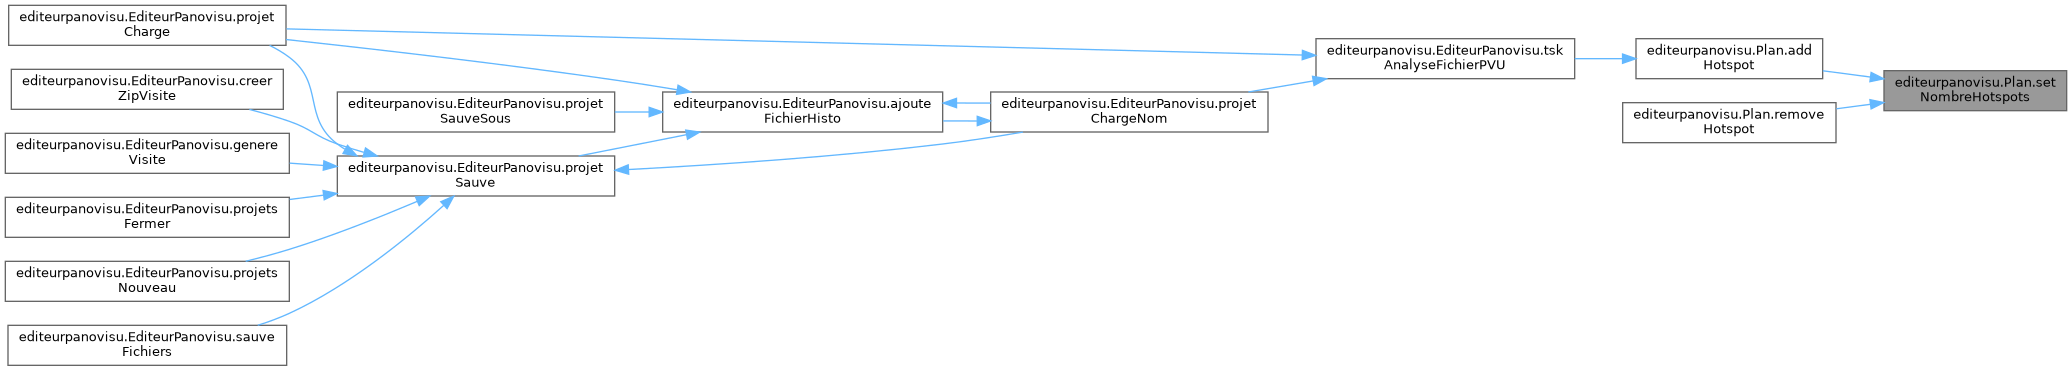 editeurpanovisu.EditeurPanovisu.projet
Charge
editeurpanovisu.EditeurPanovisu.creer
ZipVisite
editeurpanovisu.EditeurPanovisu.genere
Visite
editeurpanovisu.EditeurPanovisu.projets
Fermer
editeurpanovisu.EditeurPanovisu.projets
Nouveau
editeurpanovisu.EditeurPanovisu.sauve
Fichiers
editeurpanovisu.EditeurPanovisu.projet
SauveSous
editeurpanovisu.EditeurPanovisu.projet
Sauve
editeurpanovisu.EditeurPanovisu.ajoute
FichierHisto
editeurpanovisu.EditeurPanovisu.projet
ChargeNom
editeurpanovisu.EditeurPanovisu.tsk
AnalyseFichierPVU
editeurpanovisu.Plan.add
Hotspot
editeurpanovisu.Plan.remove
Hotspot
editeurpanovisu.Plan.set
NombreHotspots